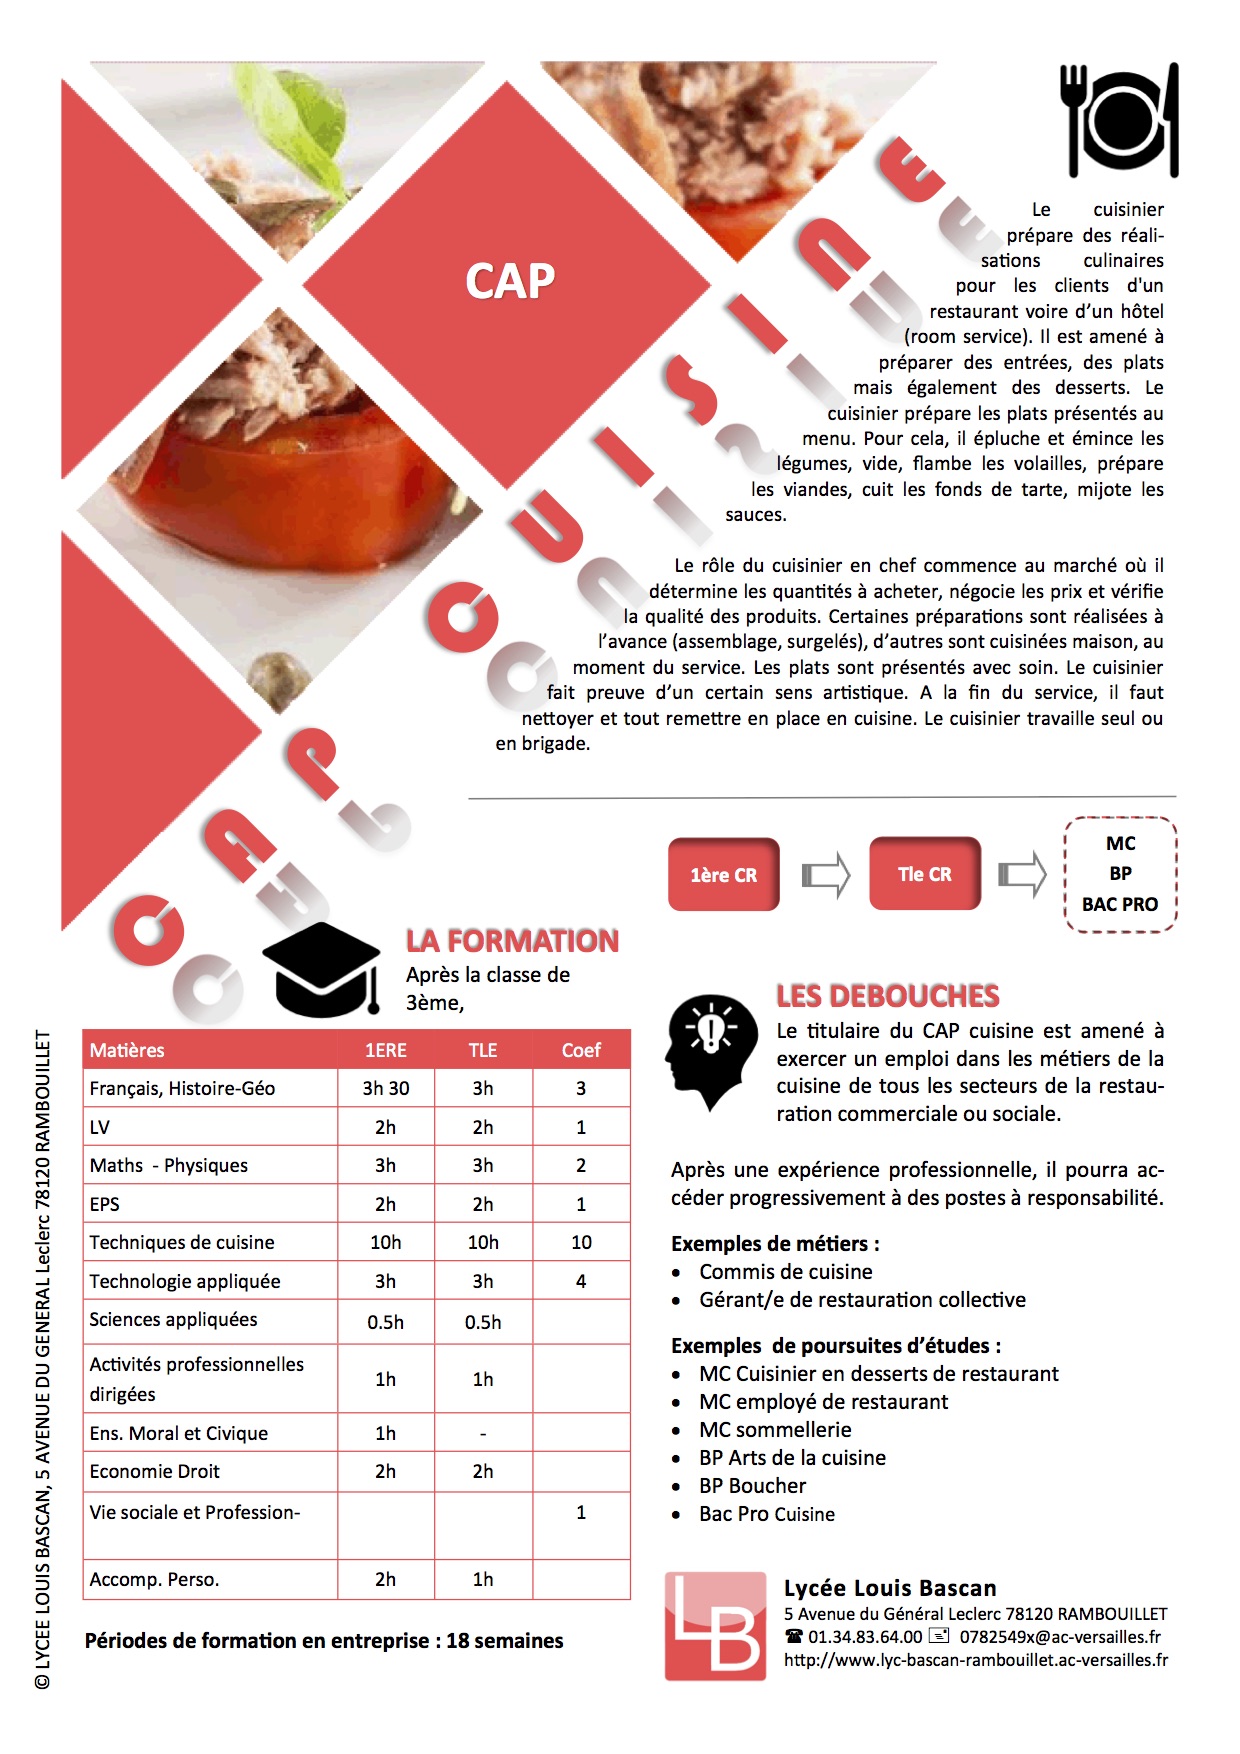 CAP
CAP CUISINE
Le cuisinier
prépare des réali-
sations culinaires
pour les clients d'un
restaurant voire d’un hôtel
(room service). Il est amené à
préparer des entrées, des plats
mais également des desserts. Le
cuisinier prépare les plats présentés au
menu. Pour cela, il épluche et émince les
légumes, vide, flambe les volailles, prépare
les viandes, cuit les fonds de tarte, mijote les
sauces.
Le rôle du cuisinier en chef commence au marché où il
détermine les quantités à acheter, négocie les prix et vérifie
la qualité des produits. Certaines préparations sont réalisées à
l’avance (assemblage, surgelés), d’autres sont cuisinées maison, au
moment du service. Les plats sont présentés avec soin. Le cuisinier
fait preuve d’un certain sens artistique. A la fin du service, il faut
nettoyer et tout remettre en place en cuisine. Le cuisinier travaille seul ou
en brigade.
1ère CR
Tle CR
MC
BP
BAC PRO
LA FORMATION
Après la classe de
3ème,
Matières 1ERE TLE Coef
Français, Histoire-Géo 3h 30 3h 3
LV 2h 2h 1
Maths - Physiques 3h 3h 2
EPS 2h 2h 1
Techniques de cuisine 10h 10h 10
Technologie appliquée 3h 3h 4
Sciences appliquées 0.5h 0.5h
Activités professionnelles
dirigées 1h 1h
Ens. Moral et Civique 1h -
Economie Droit 2h 2h
Vie sociale et Profession- 1
Accomp. Perso. 2h 1h
Périodes de formation en entreprise : 18 semaines
© LYCEE LOUIS BASCAN, 5 AVENUE DU GENERAL Leclerc 78120 RAMBOUILLET
LES DEBOUCHES
Le titulaire du CAP cuisine est amené à
exercer un emploi dans les métiers de la
cuisine de tous les secteurs de la restau-
ration commerciale ou sociale.
Après une expérience professionnelle, il pourra ac-
céder progressivement à des postes à responsabilité.
Exemples de métiers :
• Commis de cuisine
• Gérant/e de restauration collective
Exemples de poursuites d’études :
• MC Cuisinier en desserts de restaurant
• MC employé de restaurant
• MC sommellerie
• BP Arts de la cuisine
• BP Boucher
• Bac Pro Cuisine
LB
Lycée Louis Bascan
5 Avenue du Général Leclerc 78120 RAMBOUILLET
01.34.83.64.00 0782549x@ac-versailles.fr
http://www.lyc-bascan-rambouillet.ac-versailles.fr